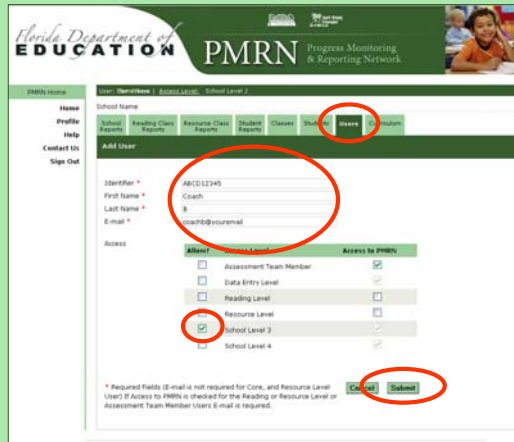 Florida Department of
EDUCATION
PMRN Progress Monitoring
& Reporting Network
PMRN Home
Home
Profile
Help
Contact Us
Sign Out
User: | Access Level: School Level 2
School Name
School Reports
Reading Class Reports
Resource Class Reports
Student Reports
Classes
Students
Users
Curriculum
Add User
Identifier * ABCD12345
First Name * Coach
Last Name * B
E-mail * coachb@youremail
Access
Allow? Access Level Access to PMRN
Assessment Team Member
Data Entry Level
Reading Level
Resource Level
School Level 3
School Level 4
* Required Fields (E-mail is not required for Core, and Resource Level
User) If Access to PMRN is checked for the Reading or Resource Level or
Assessment Team Member Users E-mail is required.
Cancel Submit